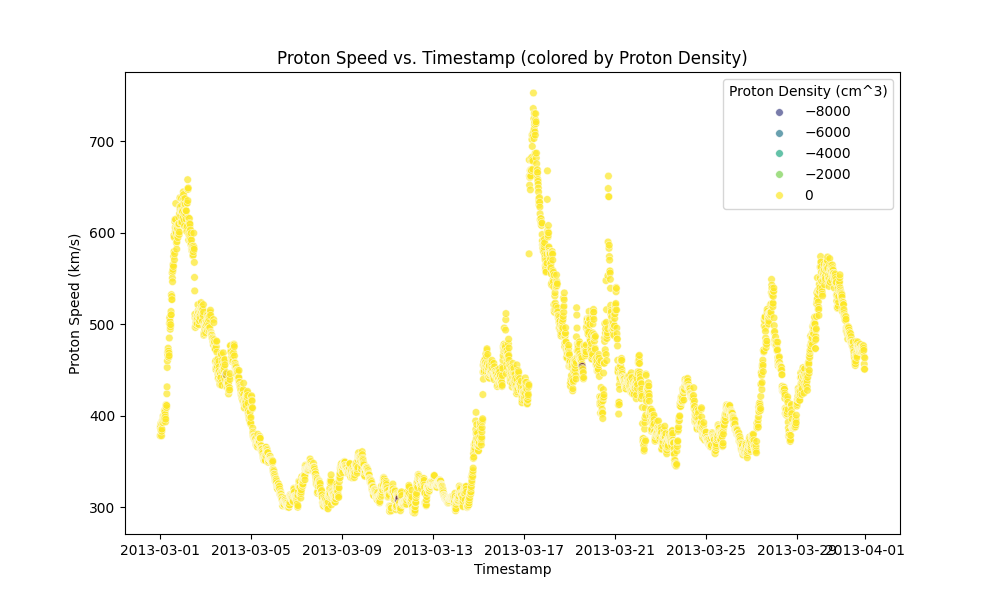 Proton Speed vs. Timestamp (colored by Proton Density)
Proton Density (cm^3)
−8000
−6000
−4000
−2000
0
Proton Speed (km/s)
700
600
500
400
300
2013-03-01 2013-03-05 2013-03-09 2013-03-13 2013-03-17 2013-03-21 2013-03-25 2013-03-29 2013-04-01
Timestamp